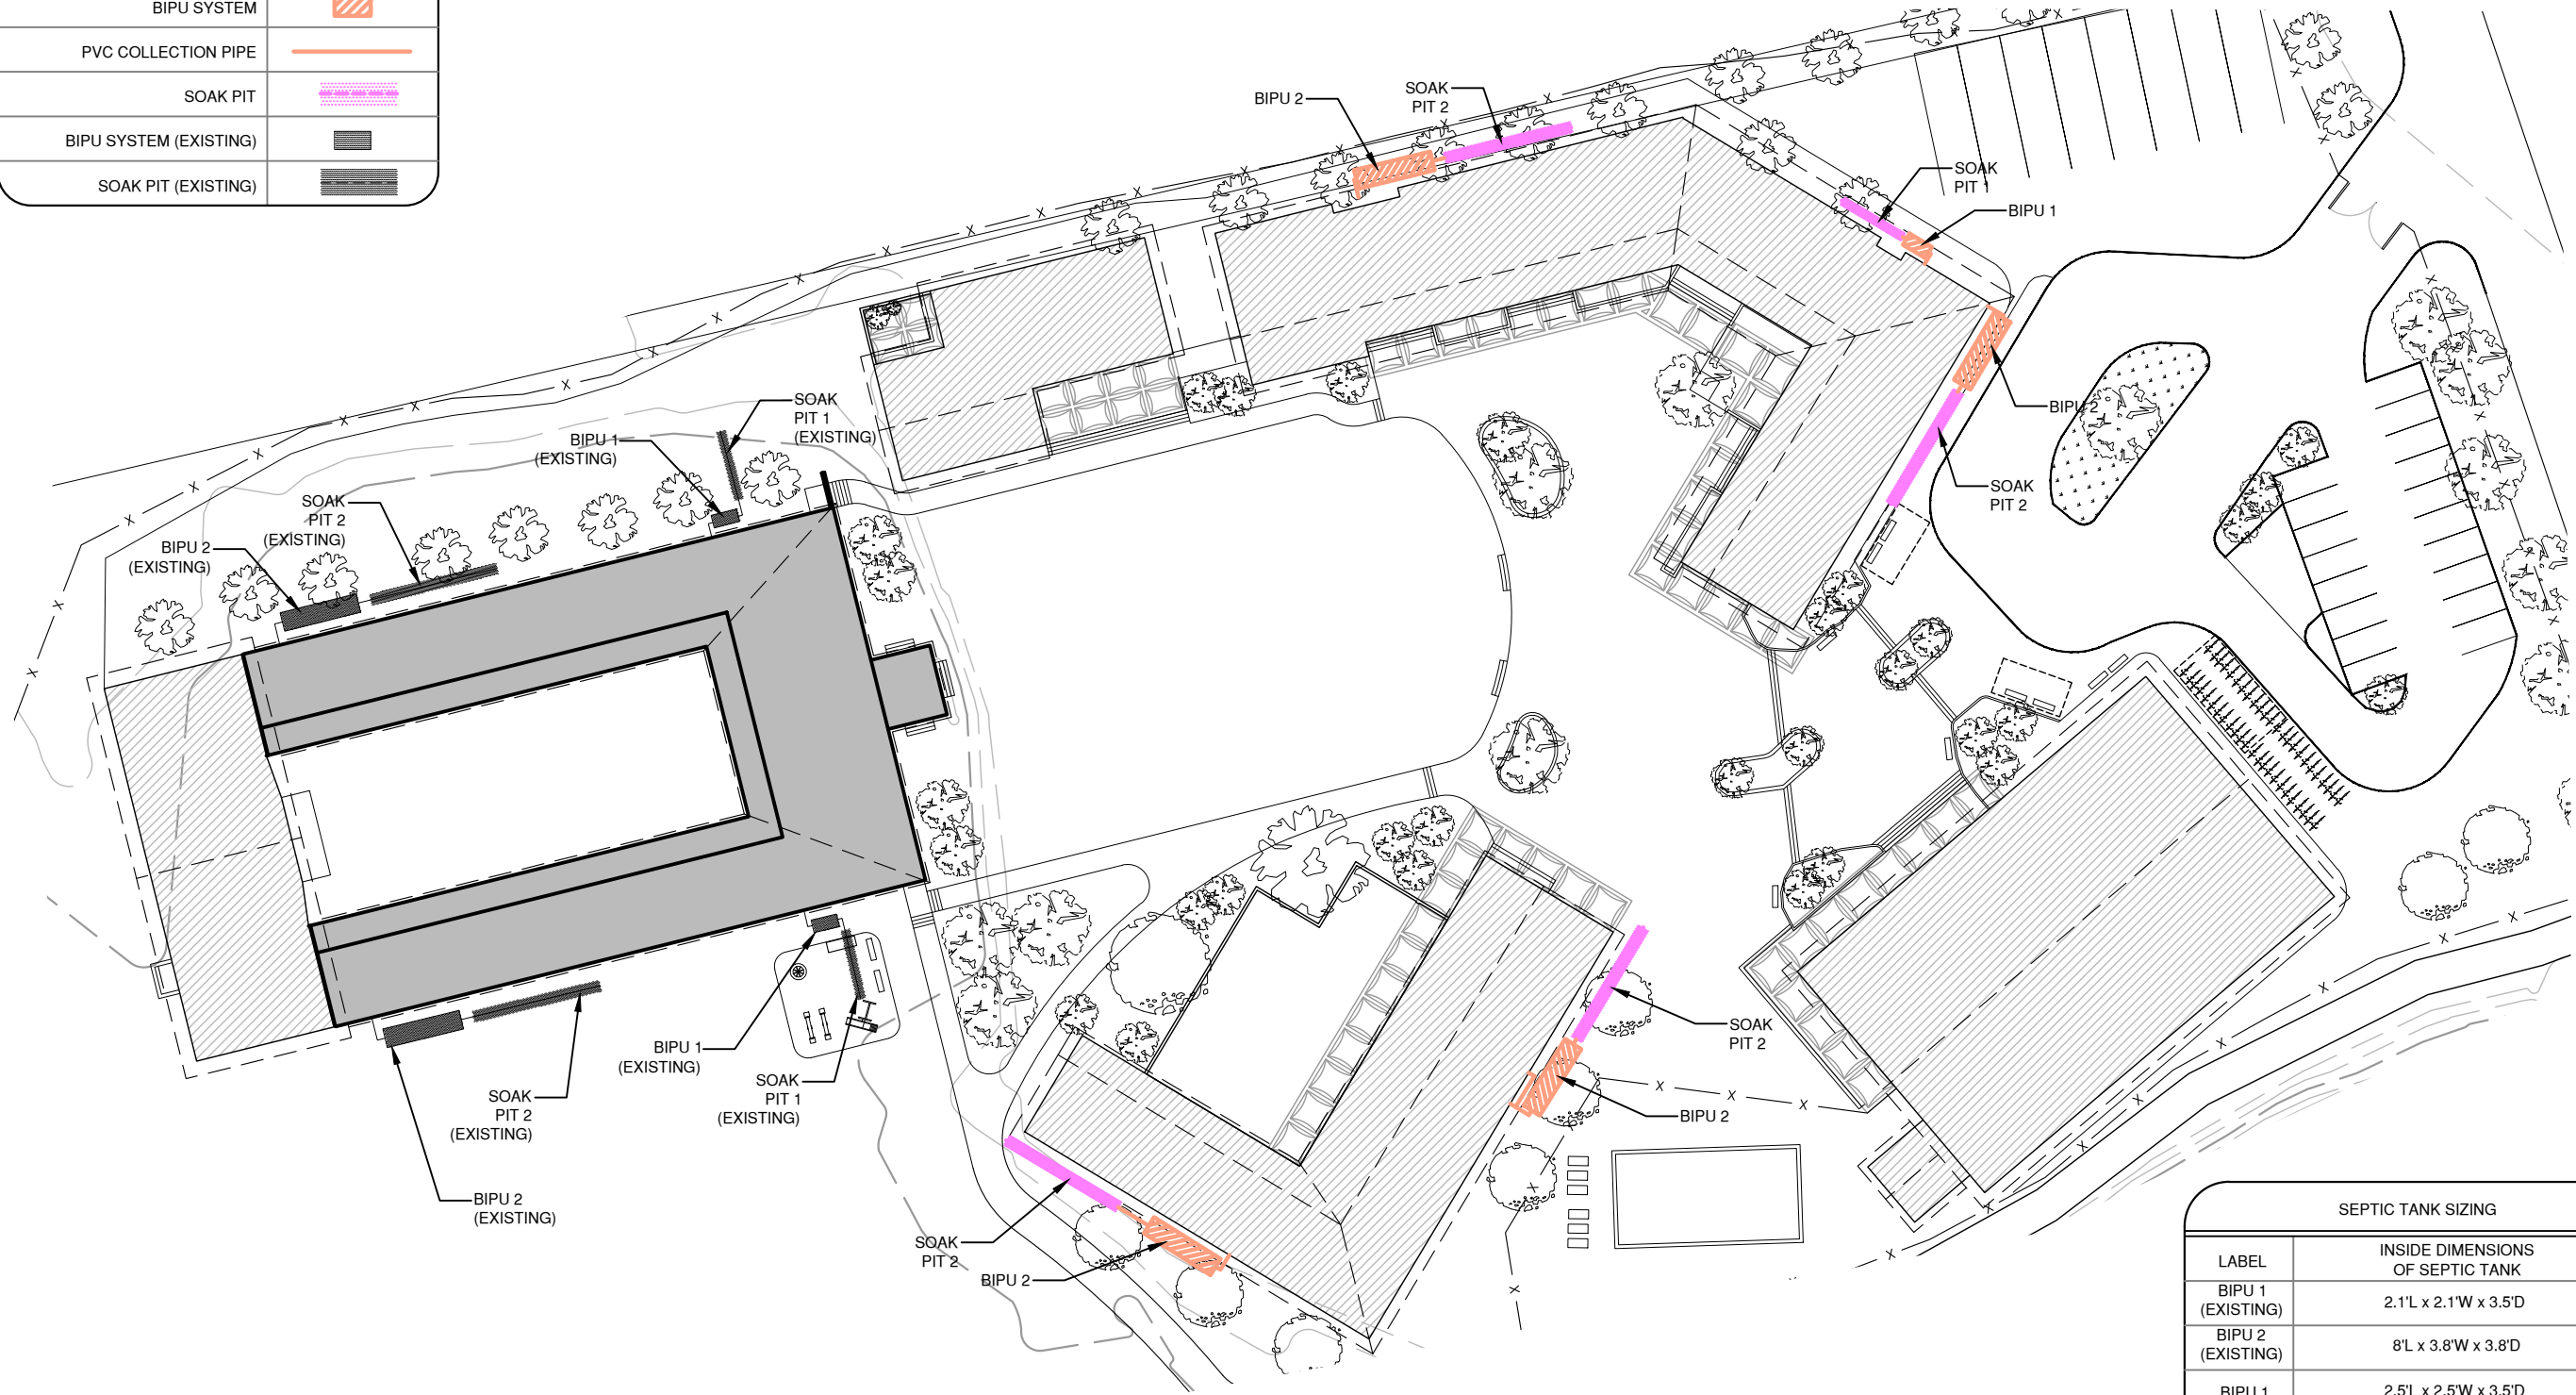 BIPU SYSTEM
PVC COLLECTION PIPE
SOAK PIT
BIPU SYSTEM (EXISTING)
SOAK PIT (EXISTING)
BIPU 2
SOAK
PIT 2
SOAK
PIT 1
BIPU 1
BIPU 2
SOAK
PIT 2
SOAK
PIT 1
(EXISTING)
BIPU 1
(EXISTING)
SOAK
PIT 2
(EXISTING)
BIPU 2
(EXISTING)
BIPU 1
(EXISTING)
SOAK
PIT 1
(EXISTING)
SOAK
PIT 2
(EXISTING)
BIPU 2
(EXISTING)
SOAK
PIT 2
BIPU 2
SOAK
PIT 2
BIPU 2
SEPTIC TANK SIZING
LABEL
INSIDE DIMENSIONS
OF SEPTIC TANK
BIPU 1
(EXISTING)
2.1'L x 2.1'W x 3.5'D
BIPU 2
(EXISTING)
8'L x 3.8'W x 3.8'D
BIPU 1
2.5'L x 2.5'W x 3.5'D